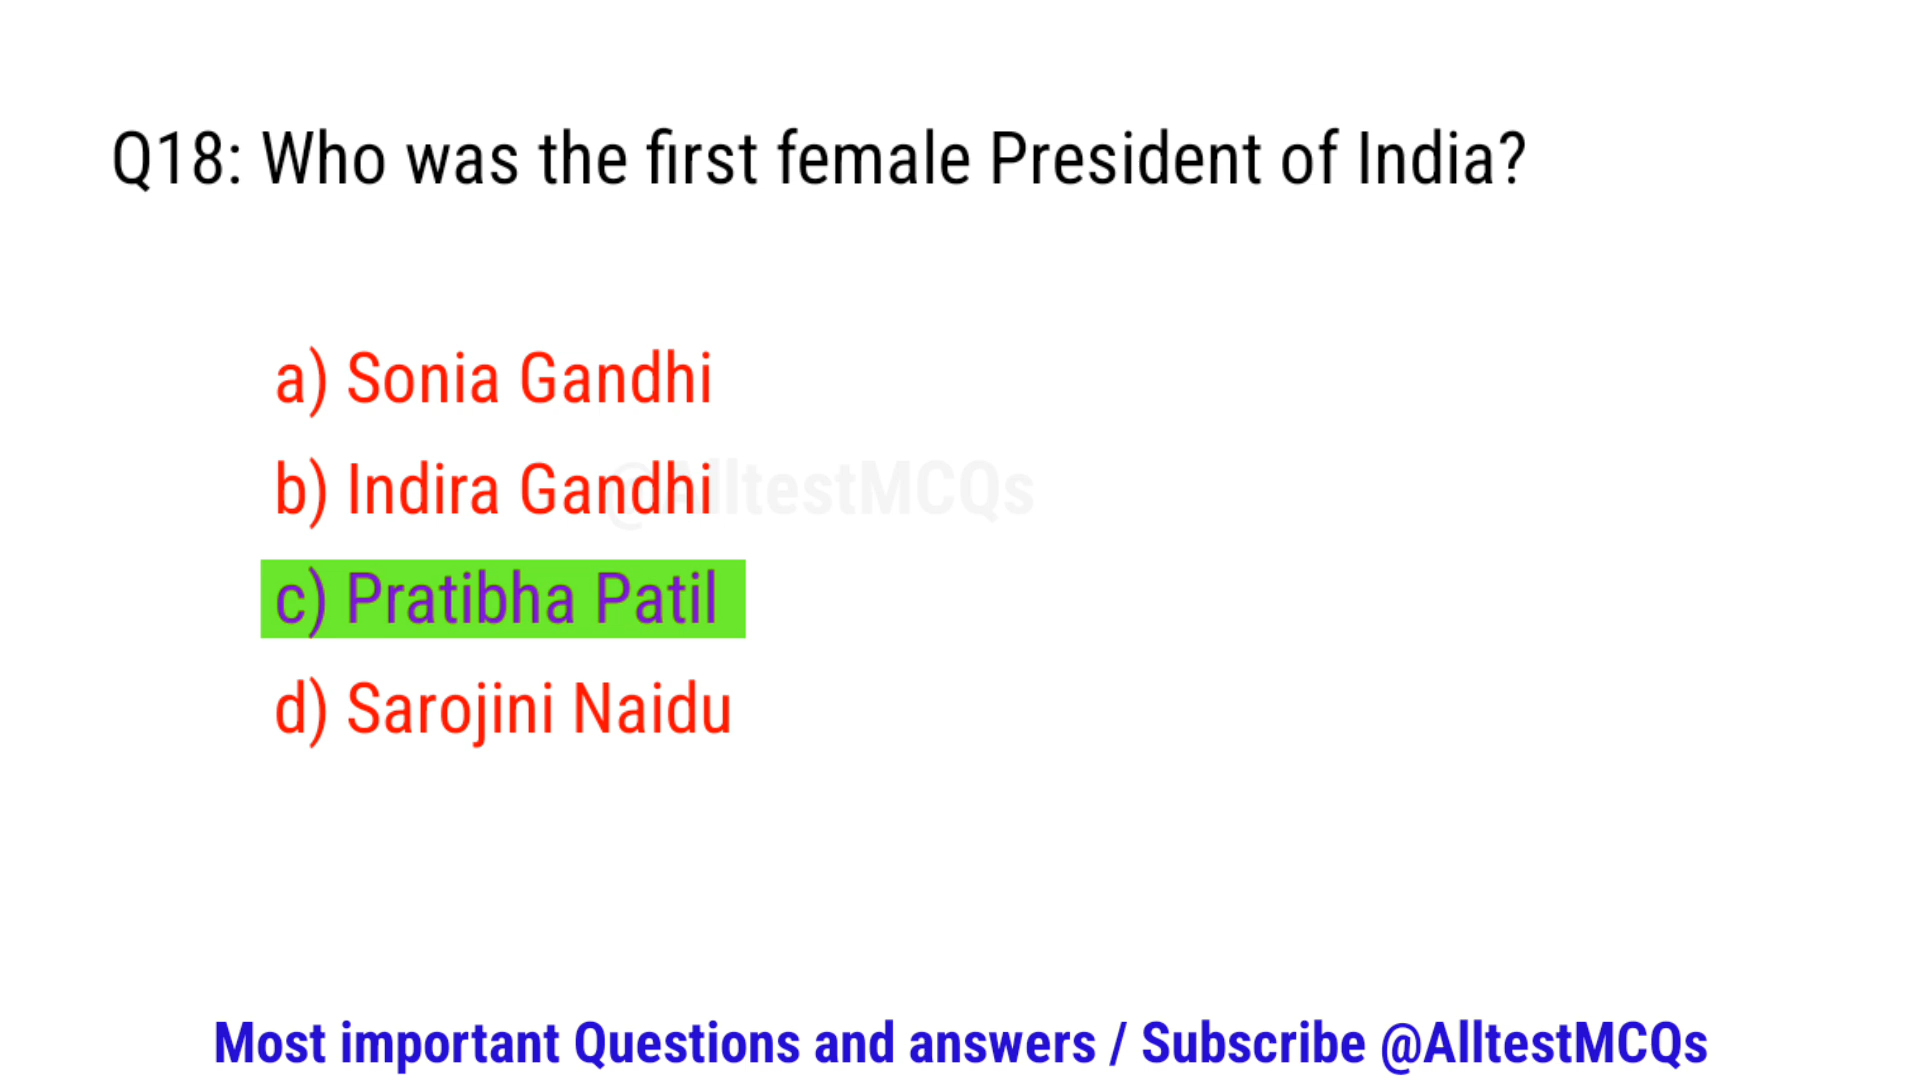 Q18: Who was the first female President of India?
a) Sonia Gandhi
b) Indira Gandhi
@AlltestMCQs
c) Pratibha Patil
d) Sarojini Naidu
Most important Questions and answers / Subscribe @AlltestMCQs